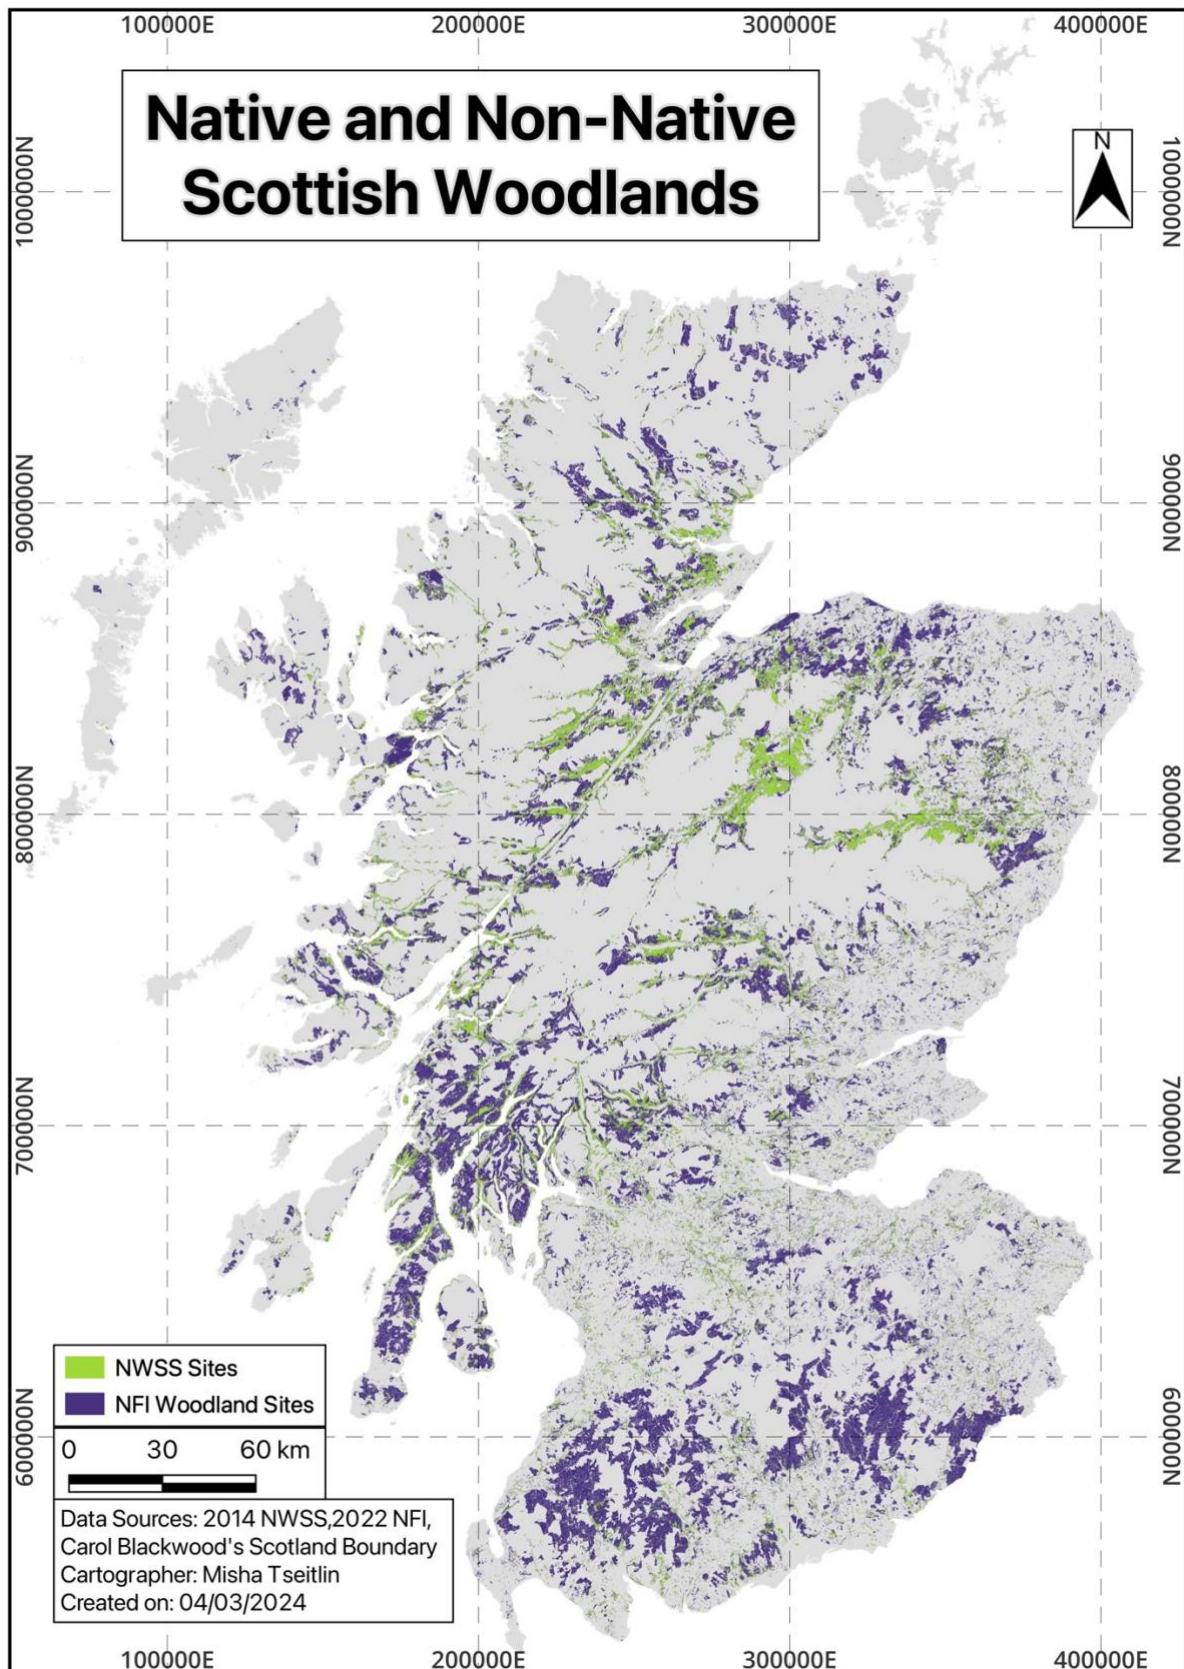 100000E 200000E 300000E 400000E
Native and Non-Native
Scottish Woodlands
N
1000000N 1000000N
900000N 900000N
800000N 800000N
700000N 700000N
600000N 600000N
NWSS Sites
NFI Woodland Sites
0 30 60 km
Data Sources: 2014 NWSS,2022 NFI,
Carol Blackwood's Scotland Boundary
Cartographer: Misha Tseitlin
Created on: 04/03/2024
100000E 200000E 300000E 400000E